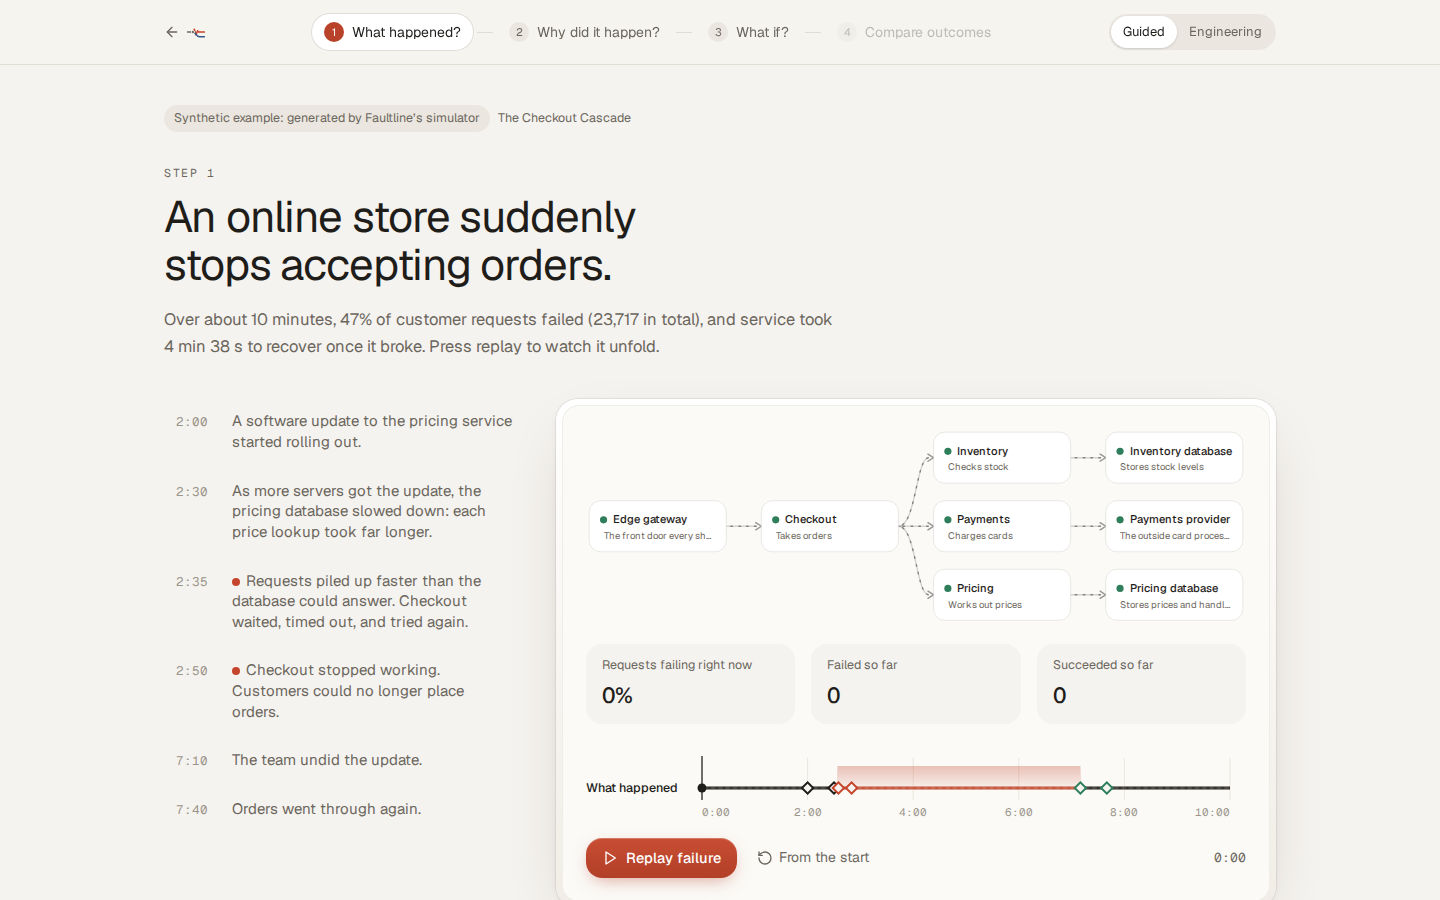 1 What happened?
2 Why did it happen?
3 What if?
4 Compare outcomes
Guided
Engineering
Synthetic example: generated by Faultline's simulator
The Checkout Cascade
STEP 1
An online store suddenly
stops accepting orders.
Over about 10 minutes, 47% of customer requests failed (23,717 in total), and service took
4 min 38 s to recover once it broke. Press replay to watch it unfold.
2:00 A software update to the pricing service
started rolling out.
2:30 As more servers got the update, the
pricing database slowed down: each
price lookup took far longer.
2:35 Requests piled up faster than the
database could answer. Checkout
waited, timed out, and tried again.
2:50 Checkout stopped working.
Customers could no longer place
orders.
7:10 The team undid the update.
7:40 Orders went through again.
Edge gateway
The front door every sh...
Checkout
Takes orders
Inventory
Checks stock
Inventory database
Stores stock levels
Payments
Charges cards
Payments provider
The outside card proces...
Pricing
Works out prices
Pricing database
Stores prices and handl...
Requests failing right now
0%
Failed so far
0
Succeeded so far
0
What happened
0:00 2:00 4:00 6:00 8:00 10:00
Replay failure
From the start
0:00